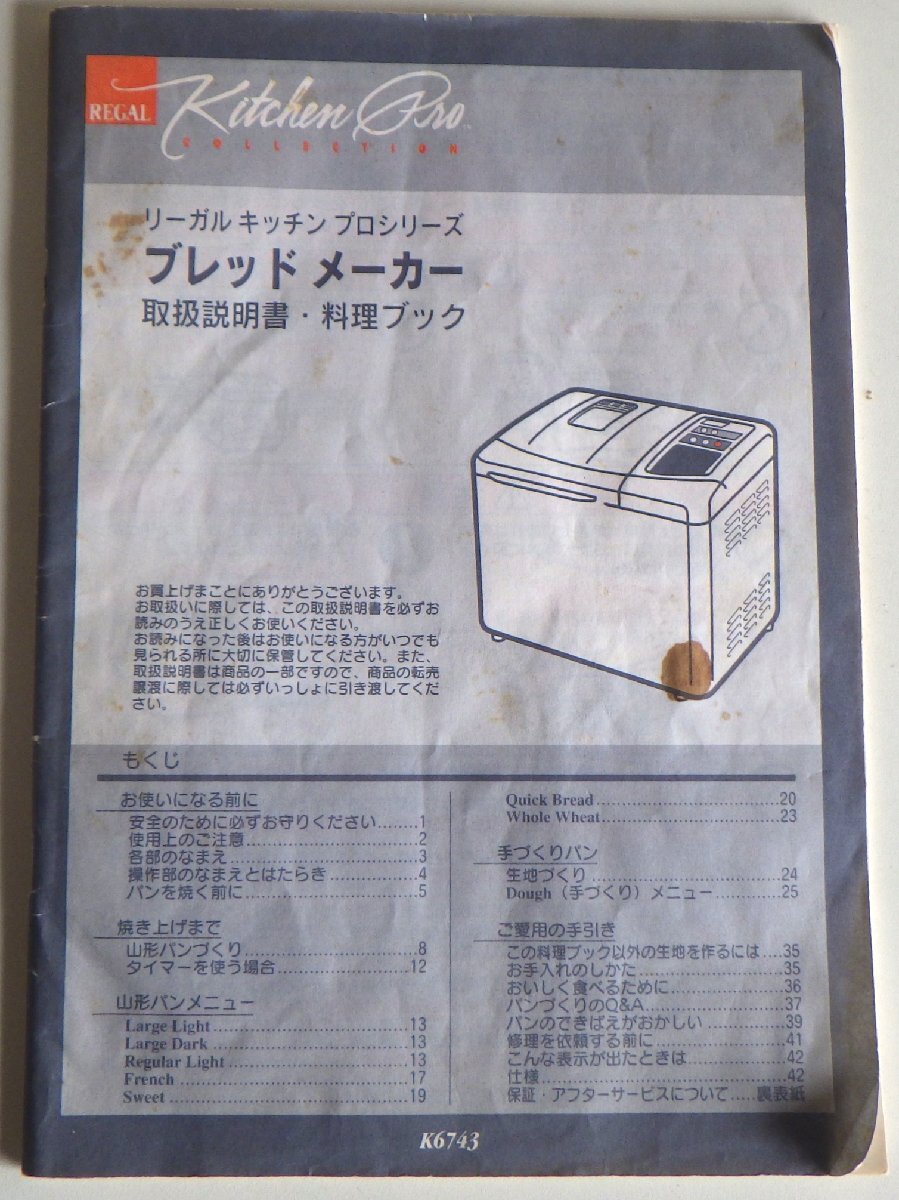 REGAL
Kitchen Pro
COLLECTION
リーガル キッチン プロシリーズ
ブレッド メーカー
取扱説明書・料理ブック
お買上げまことにありがとうございます。
お取扱いに際しては、この取扱説明書を必ずお
読みのうえ正しくお使いください。
お読みになった後はお使いになる方がいつでも
見られる所に大切に保管してください。また、
取扱説明書は商品の一部ですので、商品の転売
譲渡に際しては必ずいっしょに引き渡してくだ
さい。
もくじ
お使いになる前に
安全のために必ずお守りください........1
使用上のご注意........2
各部のなまえ........3
操作部のなまえとはたらき........4
パンを焼く前に........5
焼き上げまで
山形パンづくり........8
タイマーを使う場合........12
山形パンメニュー
Large Light........13
Large Dark........13
Regular Light........13
French........17
Sweet........19
Quick Bread........20
Whole Wheat........23
手づくりパン
生地づくり........24
Dough（手づくり）メニュー........25
ご愛用の手引き
この料理ブック以外の生地を作るには....35
お手入れのしかた........35
おいしく食べるために........36
パンづくりのQ&A........37
パンのできばえがおかしい........39
修理を依頼する前に........41
こんな表示が出たときは........42
仕様........42
保証・アフターサービスについて.....裏表紙
K6743